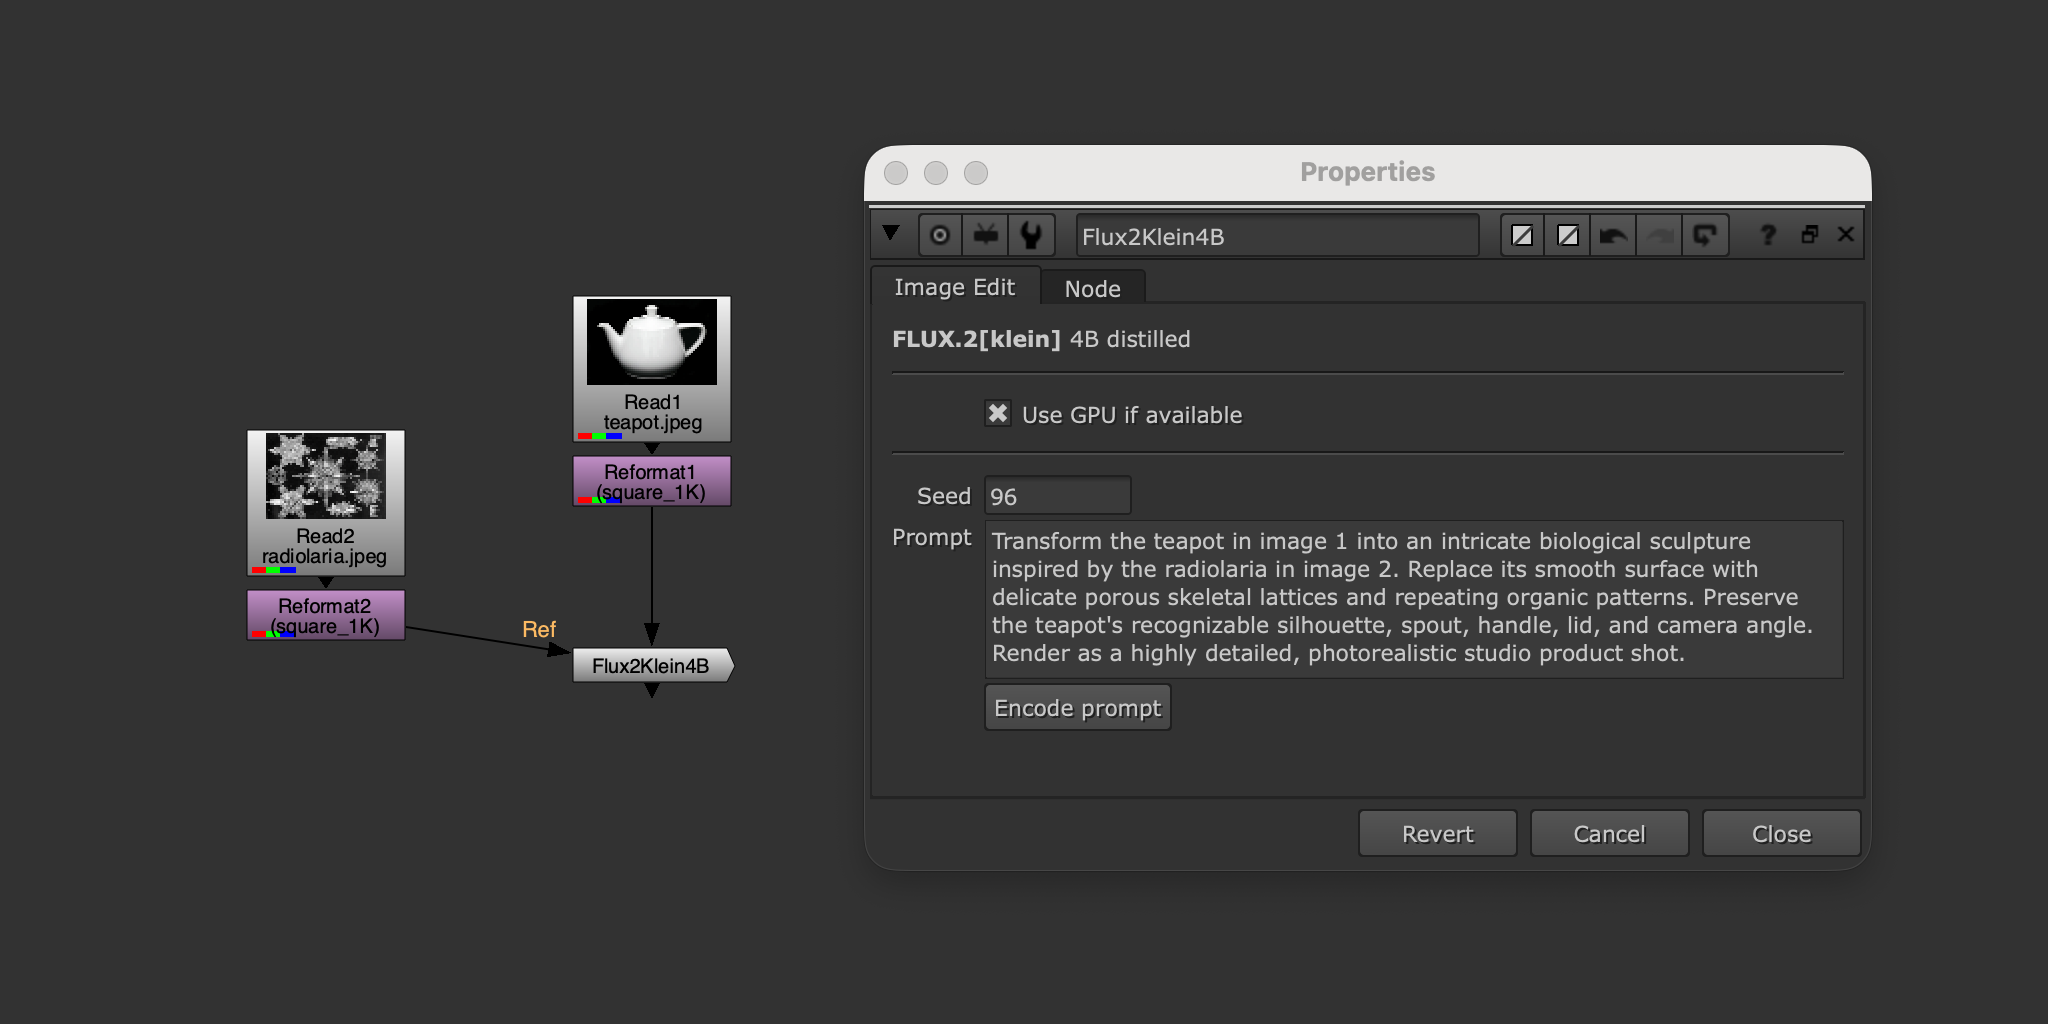 Properties
Flux2Klein4B
?
Image Edit
Node
FLUX.2[klein] 4B distilled
Use GPU if available
Seed 96
Prompt
Transform the teapot in image 1 into an intricate biological sculpture
inspired by the radiolaria in image 2. Replace its smooth surface with
delicate porous skeletal lattices and repeating organic patterns. Preserve
the teapot's recognizable silhouette, spout, handle, lid, and camera angle.
Render as a highly detailed, photorealistic studio product shot.
Encode prompt
Revert
Cancel
Close
Read1
teapot.jpeg
Reformat1
(square_1K)
Read2
radiolaria.jpeg
Reformat2
(square_1K)
Ref
Flux2Klein4B